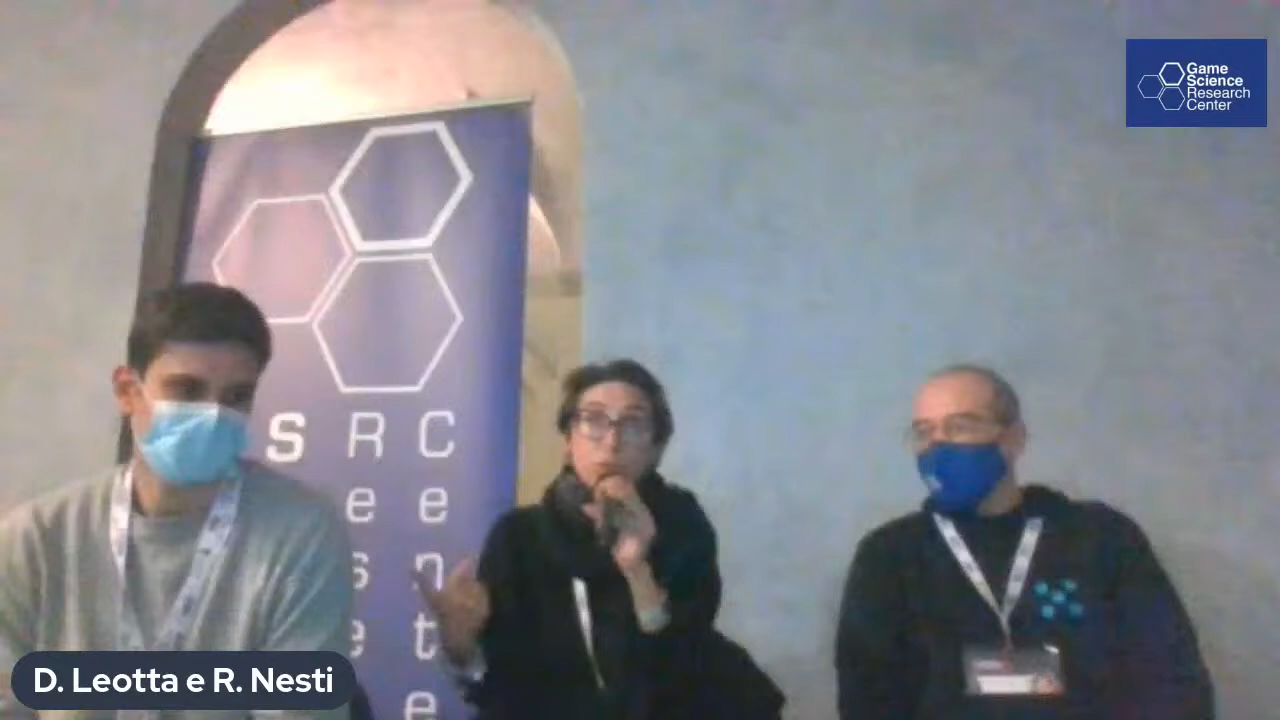 Game
Science
Research
Center
S R C
e e
s n
e t
e
D. Leotta e R. Nesti